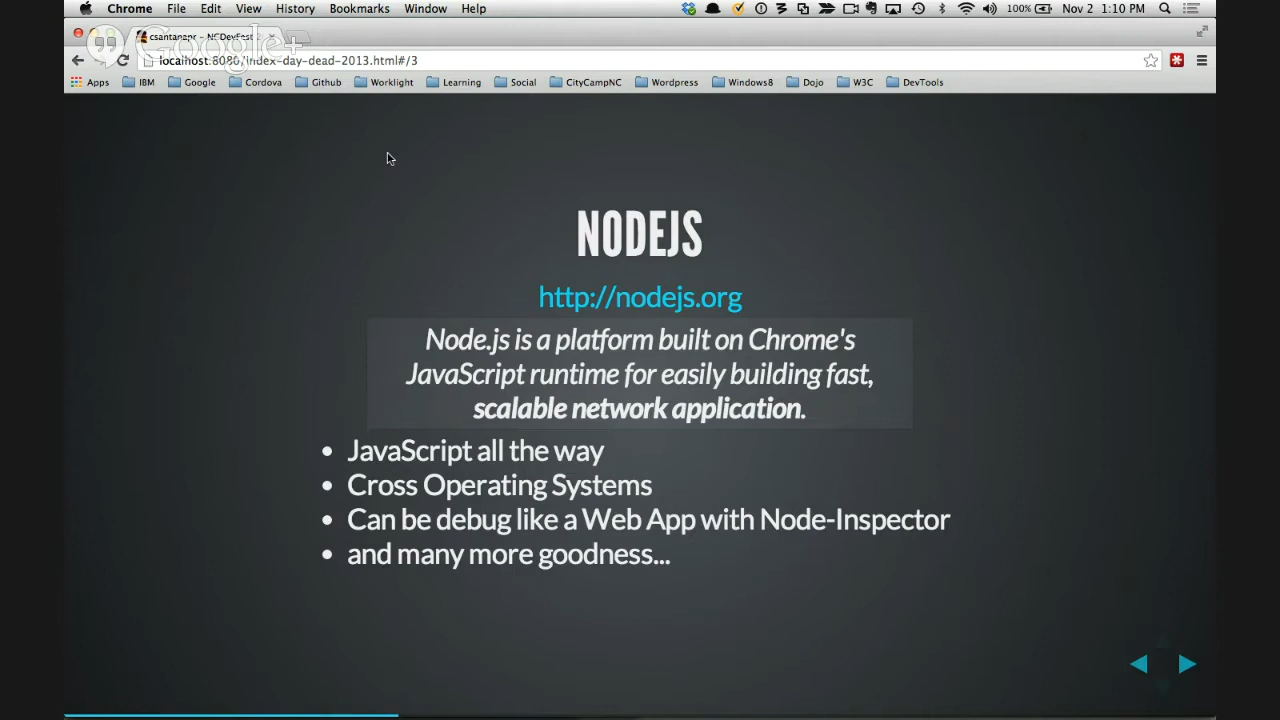 Chrome File Edit View History Bookmarks Window Help 100% Nov 2 1:10 PM
csantanapr – NCDevFest 2
Google+
localhost:8080/index-day-dead-2013.html#/3
Apps IBM Google Cordova Github Worklight Learning Social CityCampNC Wordpress Windows8 Dojo W3C DevTools
NODEJS
http://nodejs.org
Node.js is a platform built on Chrome's
JavaScript runtime for easily building fast,
scalable network application.
• JavaScript all the way
• Cross Operating Systems
• Can be debug like a Web App with Node-Inspector
• and many more goodness...